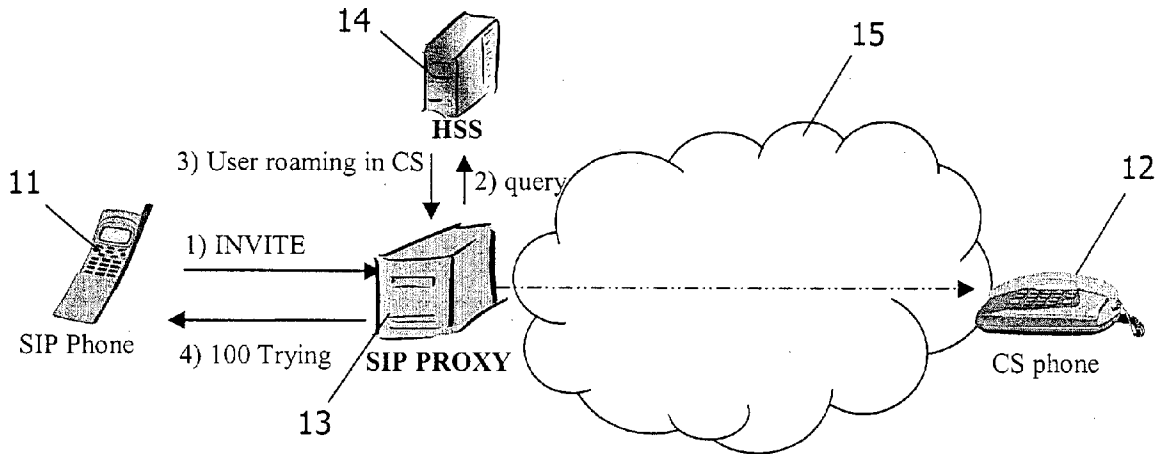 14
15
HSS
3) User roaming in CS
2) query
11
12
1) INVITE
SIP Phone
4) 100 Trying
SIP PROXY
CS phone
13